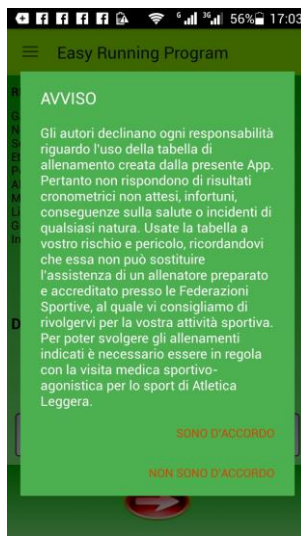 56% 17:03
Easy Running Program
AVVISO
Gli autori declinano ogni responsabilità
riguardo l'uso della tabella di
allenamento creata dalla presente App.
Pertanto non rispondono di risultati
cronometrici non attesi, infortuni,
conseguenze sulla salute o incidenti di
qualsiasi natura. Usate la tabella a
vostro rischio e pericolo, ricordandovi
che essa non può sostituire
l'assistenza di un allenatore preparato
e accreditato presso le Federazioni
Sportive, al quale vi consigliamo di
rivolgervi per la vostra attività sportiva.
Per poter svolgere gli allenamenti
indicati è necessario essere in regola
con la visita medica sportivo-
agonistica per lo sport di Atletica
Leggera.
SONO D'ACCORDO
NON SONO D'ACCORDO